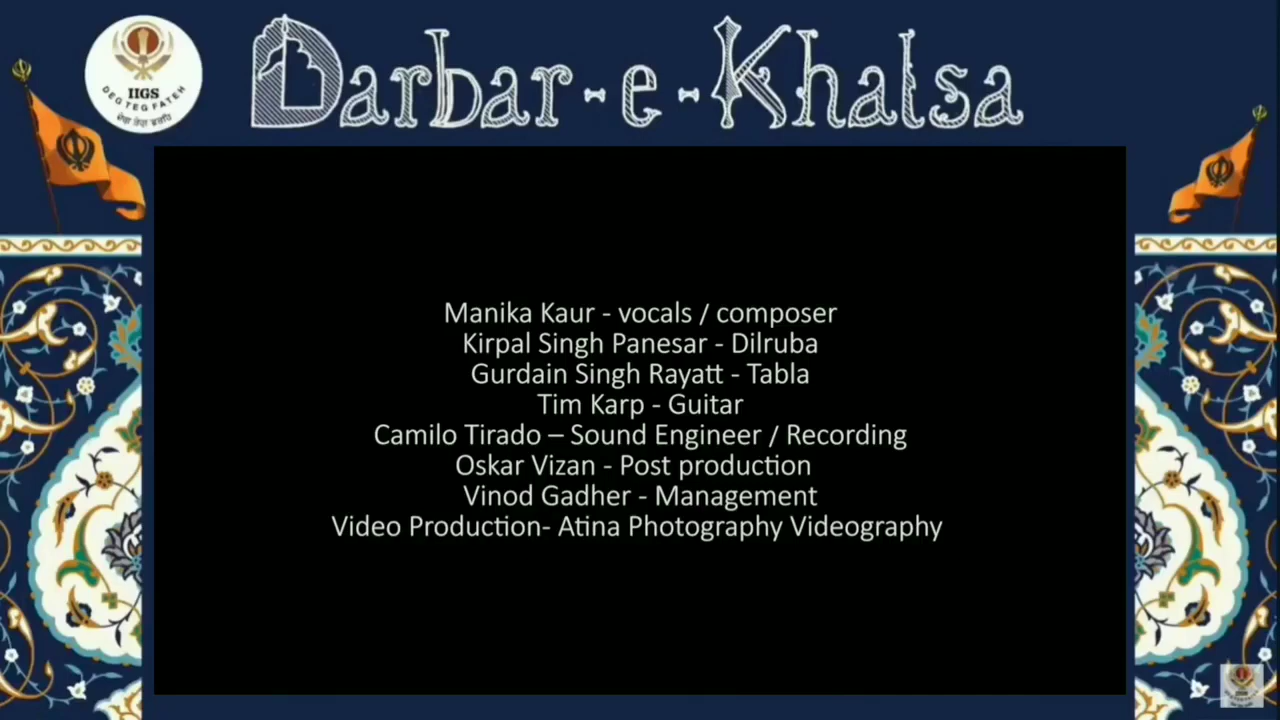 Darbar-e-Khalsa
IIGS
DEG TEG FATEH
Manika Kaur - vocals / composer
Kirpal Singh Panesar - Dilruba
Gurdain Singh Rayatt - Tabla
Tim Karp - Guitar
Camilo Tirado – Sound Engineer / Recording
Oskar Vizan - Post production
Vinod Gadher - Management
Video Production- Atina Photography Videography